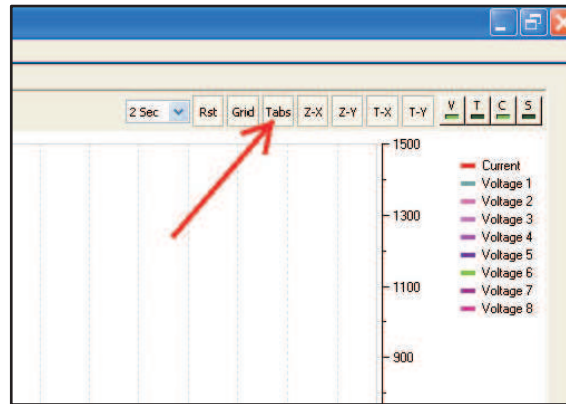 2 Sec Rst Grid Tabs Z-X Z-Y T-X T-Y V T C S
1500
Current
Voltage 1
Voltage 2
1300
Voltage 3
Voltage 4
Voltage 5
1100
Voltage 6
Voltage 7
Voltage 8
900